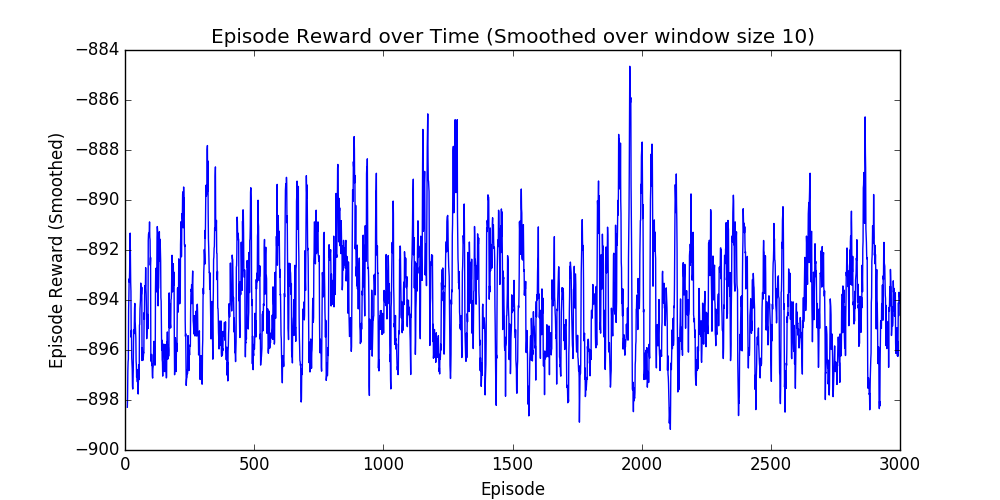 Episode Reward over Time (Smoothed over window size 10)
Episode Reward (Smoothed)
−884
−886
−888
−890
−892
−894
−896
−898
−900
0 500 1000 1500 2000 2500 3000
Episode